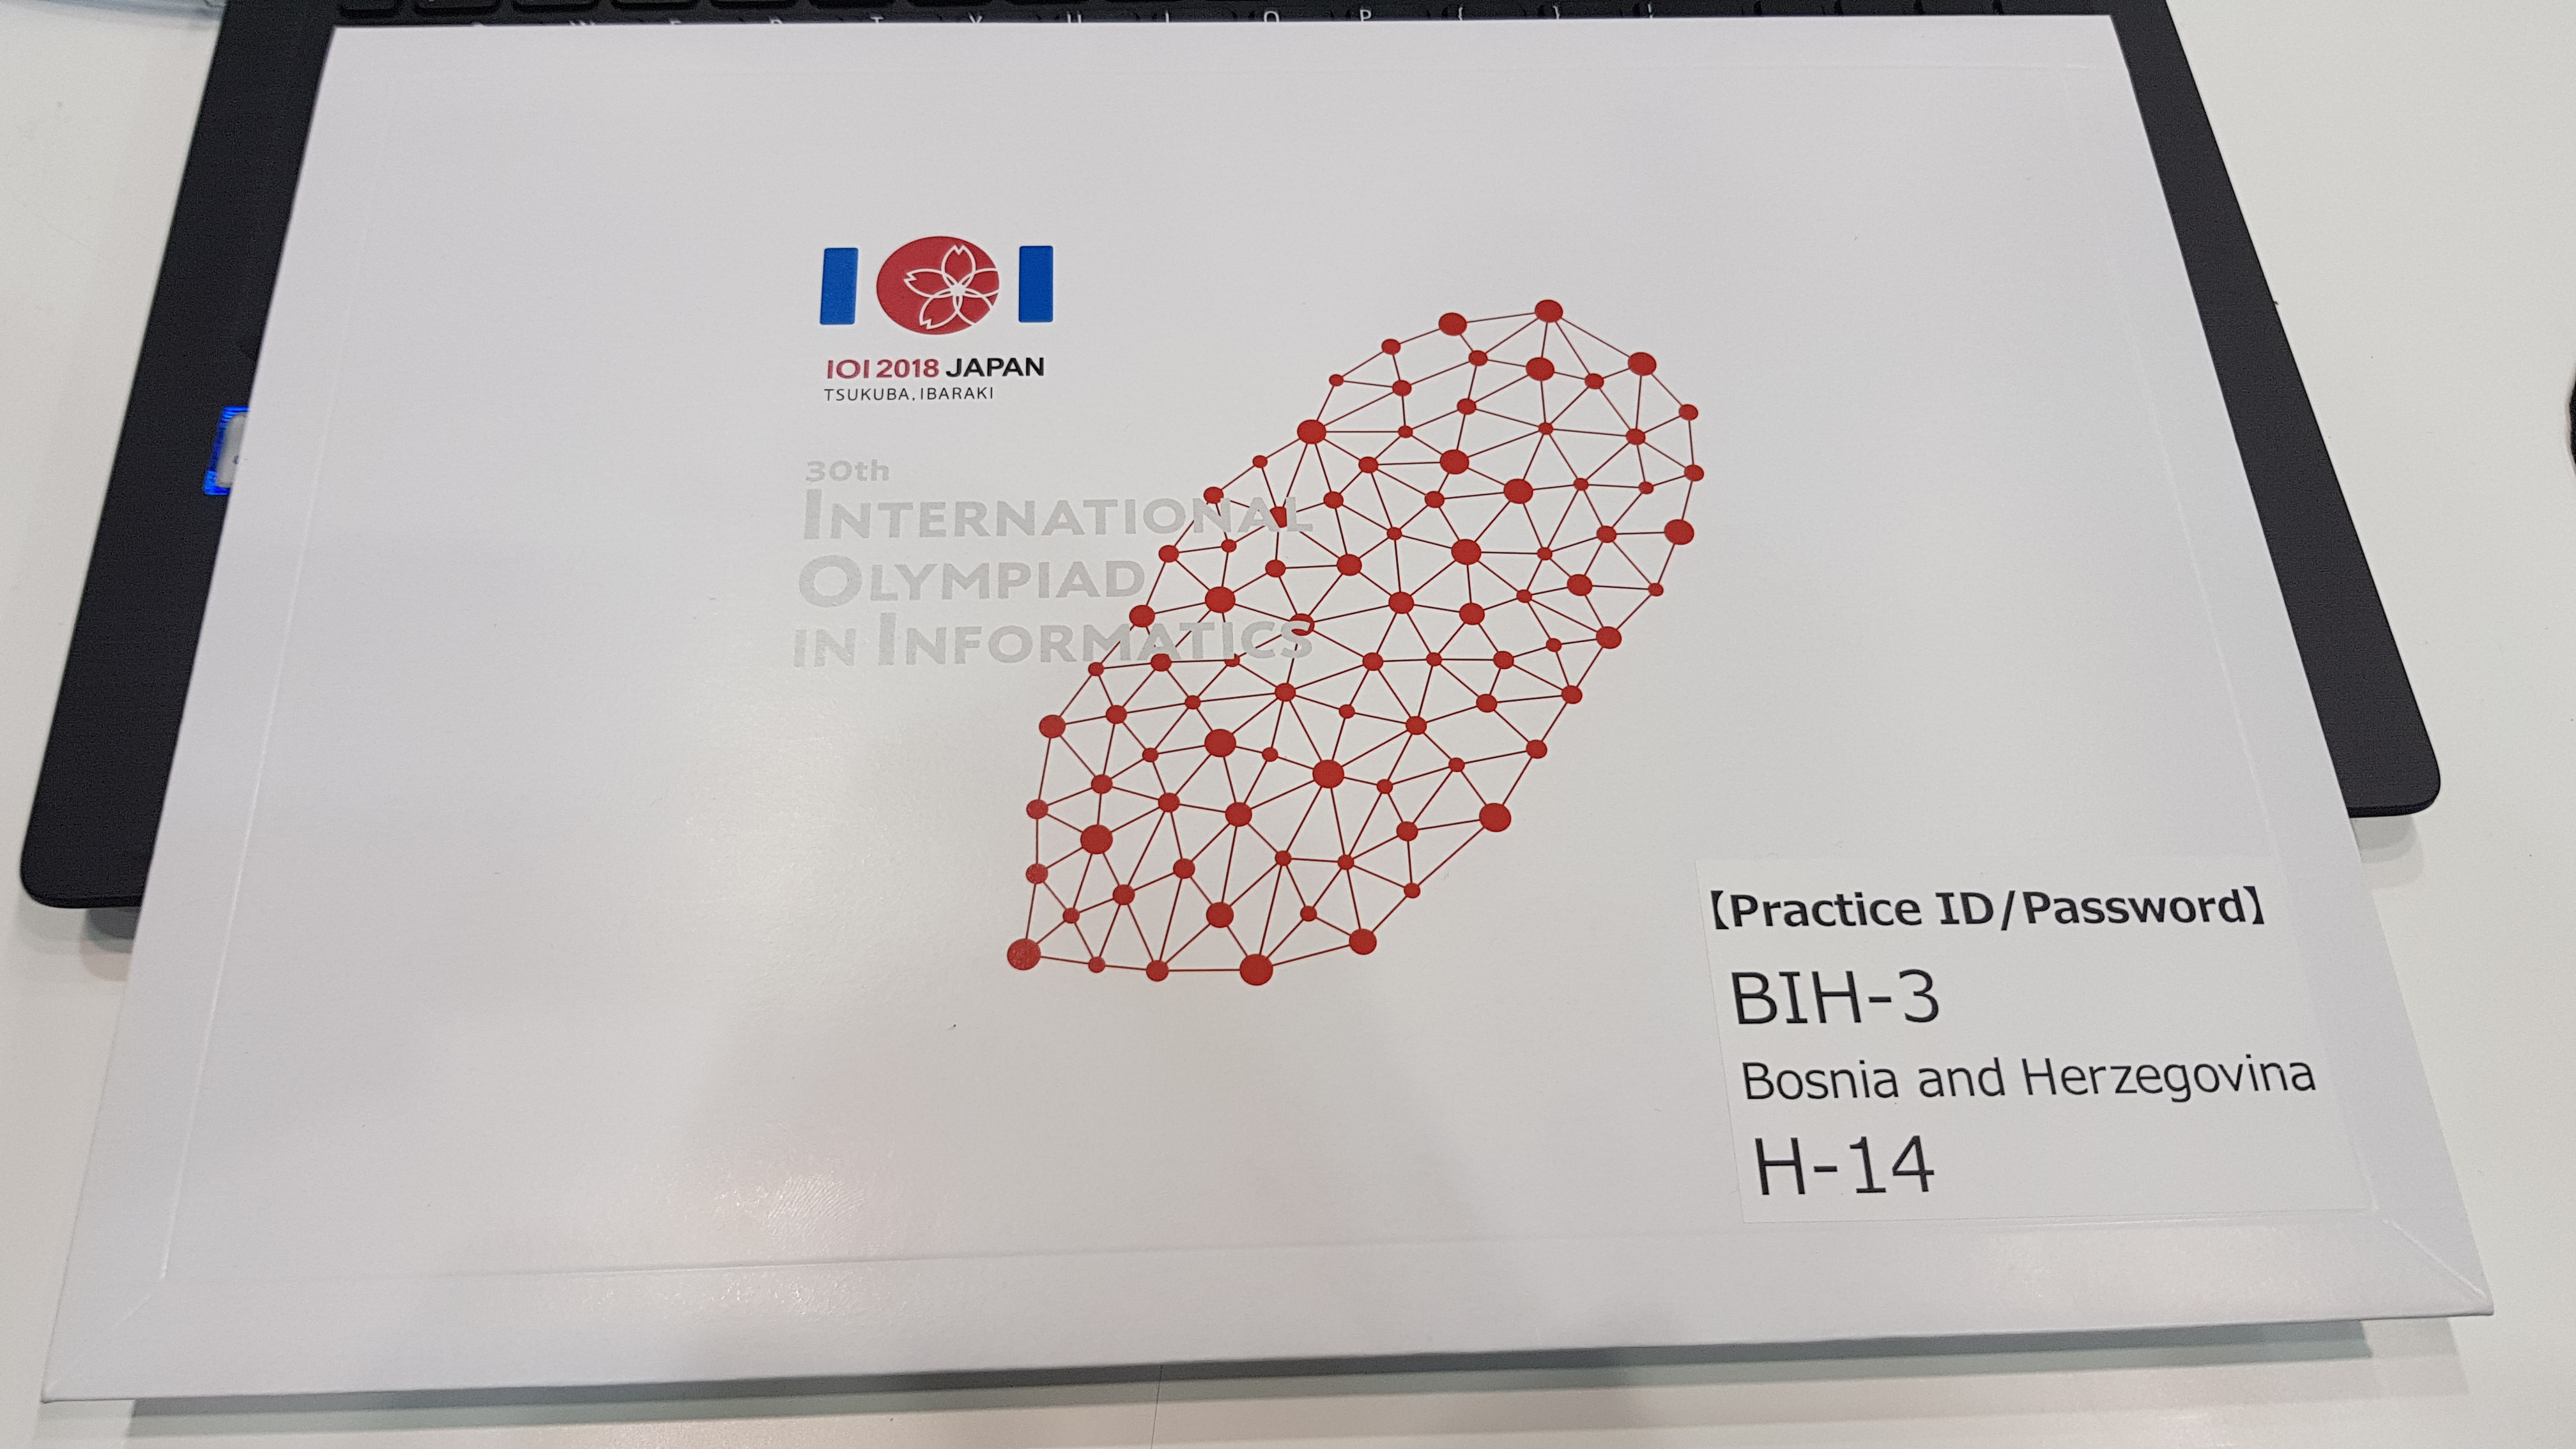 IOI 2018 JAPAN
TSUKUBA, IBARAKI
30th
INTERNATIONAL
OLYMPIAD
IN INFORMATICS
【Practice ID/Password】
BIH-3
Bosnia and Herzegovina
H-14